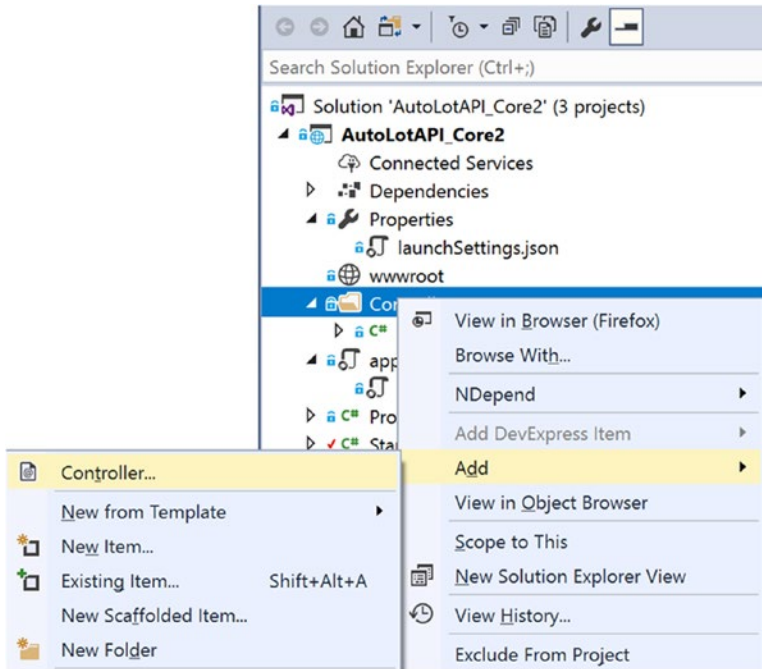 Search Solution Explorer (Ctrl+;)
Solution 'AutoLotAPI_Core2' (3 projects)
AutoLotAPI_Core2
Connected Services
Dependencies
Properties
launchSettings.json
wwwroot
View in Browser (Firefox)
Browse With...
C#
app
NDepend
C# Pro
Add DevExpress Item
C# Sta
Add
View in Object Browser
Scope to This
New Solution Explorer View
View History...
Exclude From Project
Controller...
New from Template
New Item...
Existing Item... Shift+Alt+A
New Scaffolded Item...
New Folder